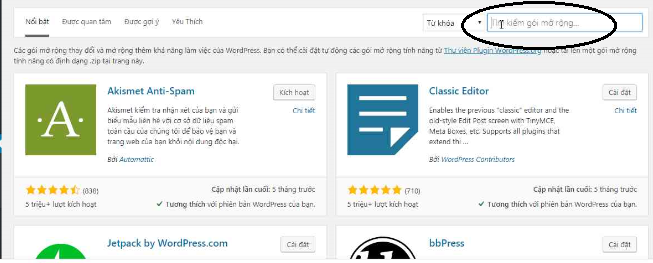 Nổi bật Được quan tâm Được gợi ý Yêu Thích Từ khóa Tìm kiếm gói mở rộng...
Các gói mở rộng thay đổi và mở rộng thêm khả năng làm việc của WordPress. Bạn có thể cài đặt tự động các gói mở rộng tính năng từ Thư viện Plugin WordPress.org hoặc tải lên một gói mở rộng
tính năng có định dạng .zip tại trang này.
Akismet Anti-Spam
Kích hoạt
Chi tiết
Akismet kiểm tra nhận xét của bạn và gửi
biểu mẫu liên hệ với cơ sở dữ liệu spam
toàn cầu của chúng tôi để bảo vệ bạn và
trang web của bạn khỏi nội dung độc hại.
Bởi Automattic
(838)
5 triệu+ lượt kích hoạt
Cập nhật lần cuối: 5 tháng trước
✓ Tương thích với phiên bản WordPress của bạn.
Classic Editor
Cài đặt
Chi tiết
Enables the previous "classic" editor and the
old-style Edit Post screen with TinyMCE,
Meta Boxes, etc. Supports all plugins that
extend thi ...
Bởi WordPress Contributors
(710)
5 triệu+ lượt kích hoạt
Cập nhật lần cuối: 5 tháng trước
✓ Tương thích với phiên bản WordPress của bạn.
Jetpack by WordPress.com
Cài đặt
bbPress
Cài đặt